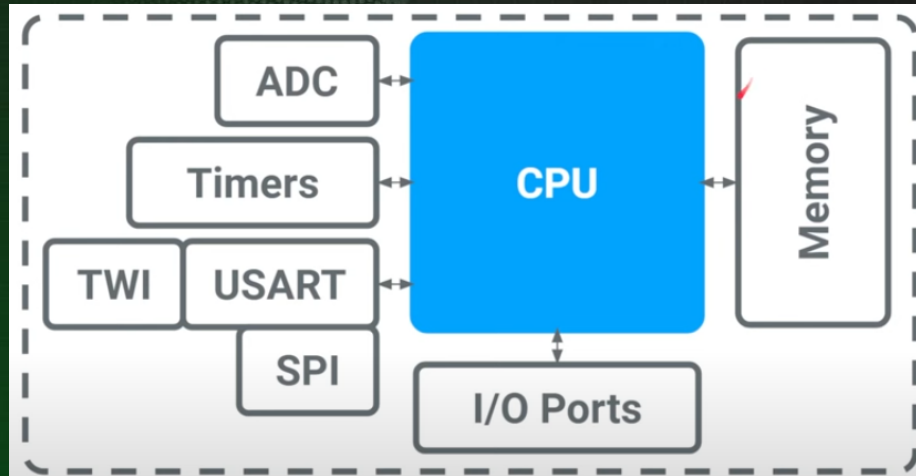 ADC
Timers
CPU
Memory
TWI
USART
SPI
I/O Ports